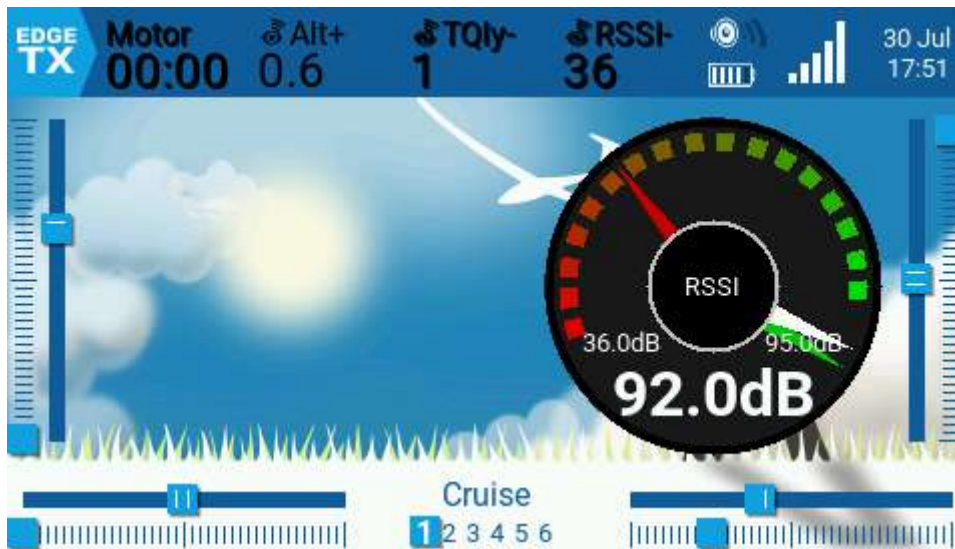 EDGE
TX
Motor
00:00
Alt+
0.6
TQly-
1
RSSI-
36
30 Jul
17:51
RSSI
36.0dB
95.0dB
92.0dB
Cruise
1 2 3 4 5 6